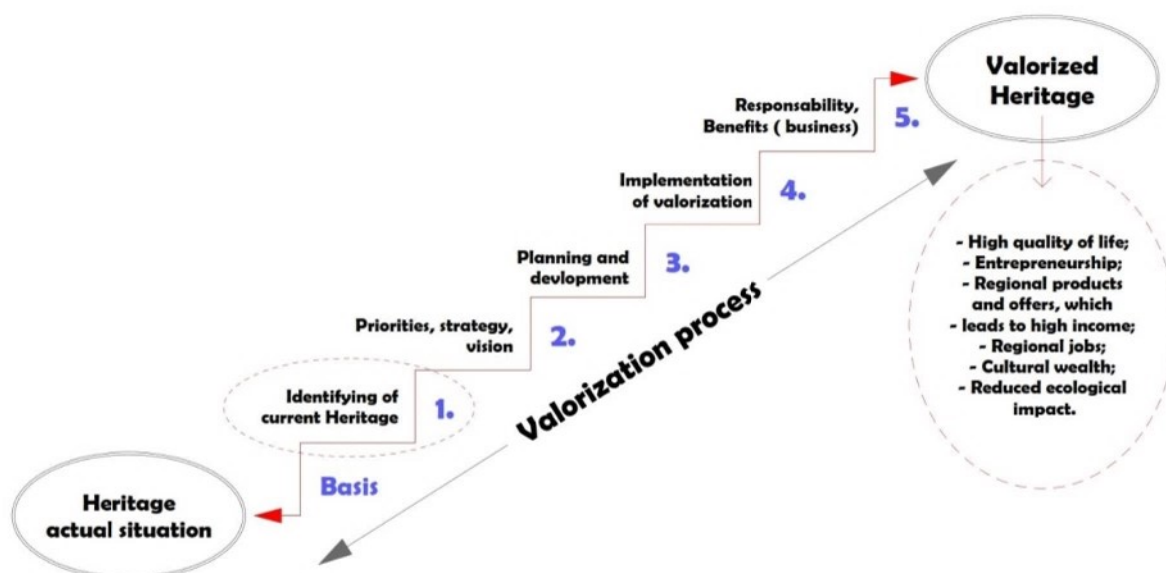 Valorized
Heritage
Responsability,
Benefits ( business)
5.
Implementation
of valorization
4.
Planning and
devlopment
3.
Priorities, strategy,
vision
2.
Identifying of
current Heritage
1.
Basis
Heritage
actual situation
Valorization process
- High quality of life;
- Entrepreneurship;
- Regional products
and offers, which
- leads to high income;
- Regional jobs;
- Cultural wealth;
- Reduced ecological
impact.